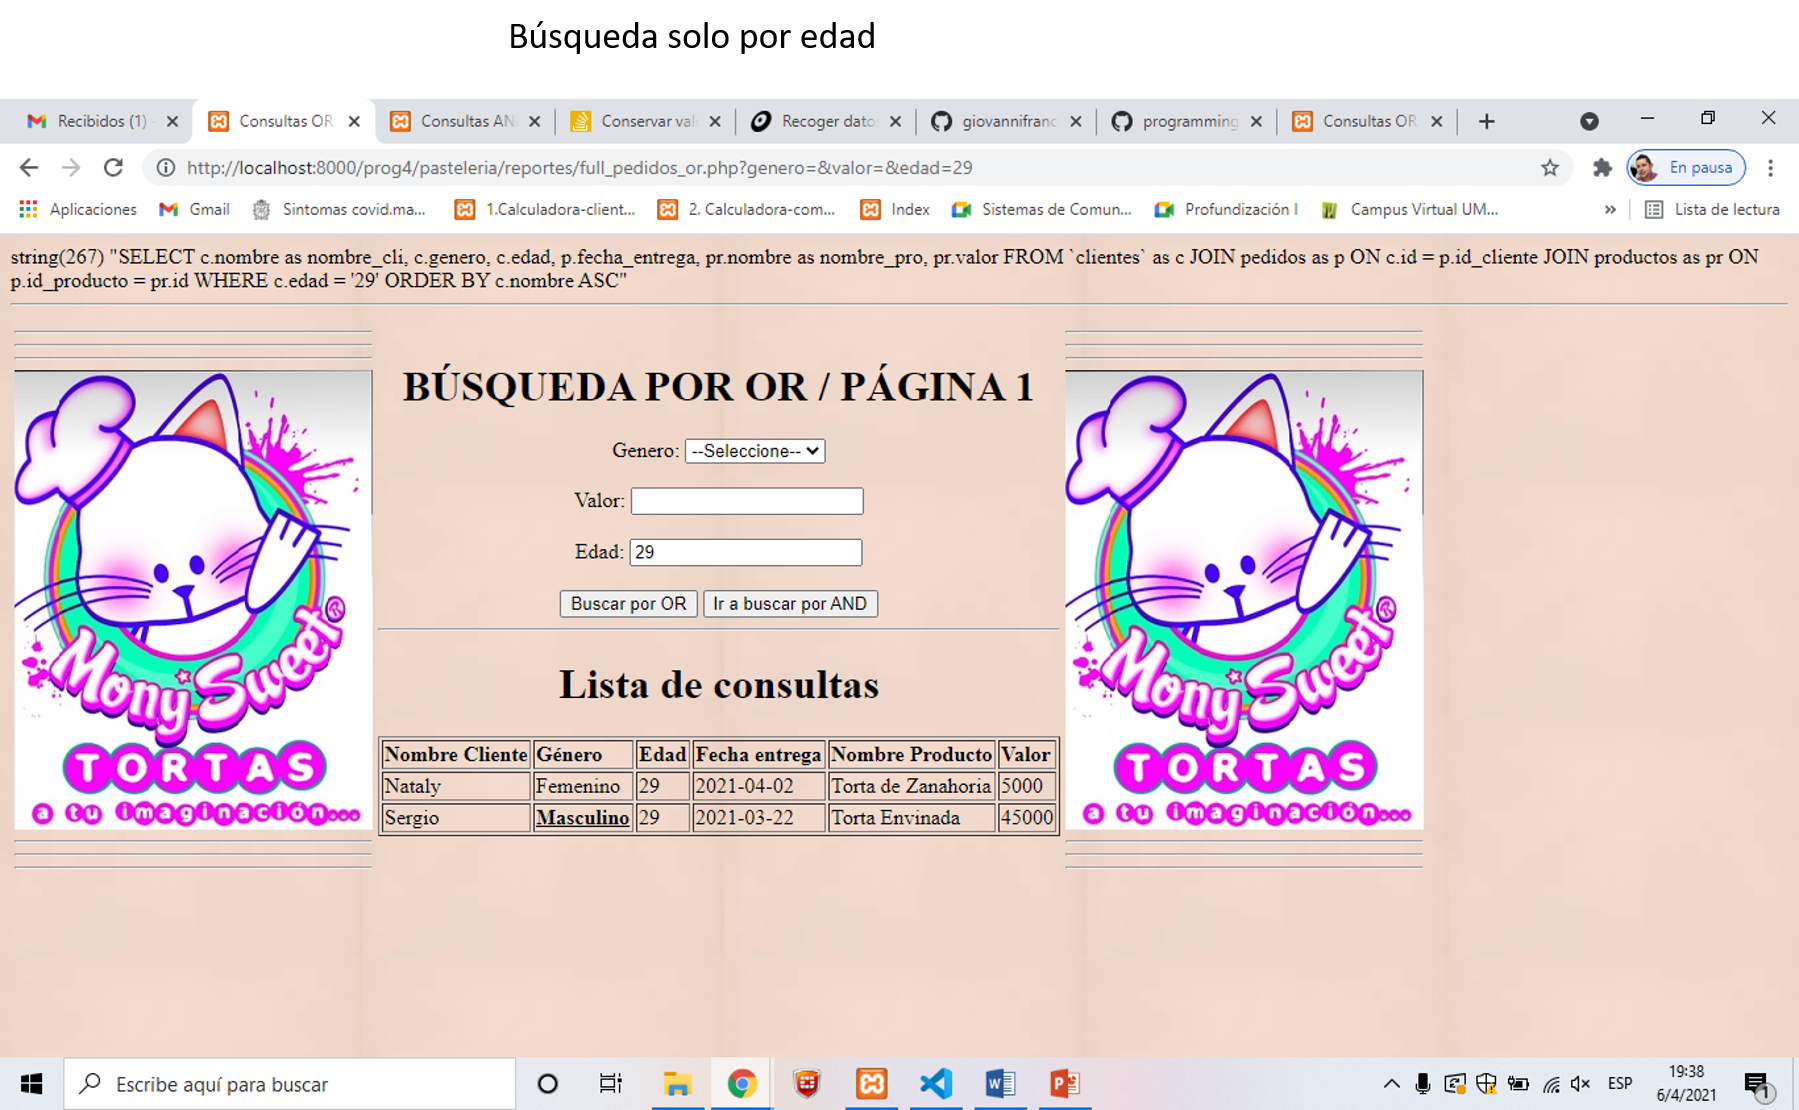 Búsqueda solo por edad
Recibidos (1)
Consultas OR
Consultas AN
Conservar val
Recoger dato
giovannifranc
programming
Consultas OR
http://localhost:8000/prog4/pasteleria/reportes/full_pedidos_or.php?genero=&valor=&edad=29
En pausa
Aplicaciones
Gmail
Sintomas covid.ma...
1.Calculadora-client...
2. Calculadora-com...
Index
Sistemas de Comun...
Profundización I
Campus Virtual UM...
»
Lista de lectura
string(267) "SELECT c.nombre as nombre_cli, c.genero, c.edad, p.fecha_entrega, pr.nombre as nombre_pro, pr.valor FROM `clientes` as c JOIN pedidos as p ON c.id = p.id_cliente JOIN productos as pr ON
p.id_producto = pr.id WHERE c.edad = '29' ORDER BY c.nombre ASC"
BÚSQUEDA POR OR / PÁGINA 1
Genero: --Seleccione--
Valor:
Edad: 29
Buscar por OR Ir a buscar por AND
Lista de consultas
Nombre Cliente Género Edad Fecha entrega Nombre Producto Valor
Nataly Femenino 29 2021-04-02 Torta de Zanahoria 5000
Sergio Masculino 29 2021-03-22 Torta Envinada 45000
Mony Sweet®
TORTAS
a tu imaginación...
Mony Sweet®
TORTAS
a tu imaginación...
Escribe aquí para buscar
ESP
19:38
6/4/2021
1